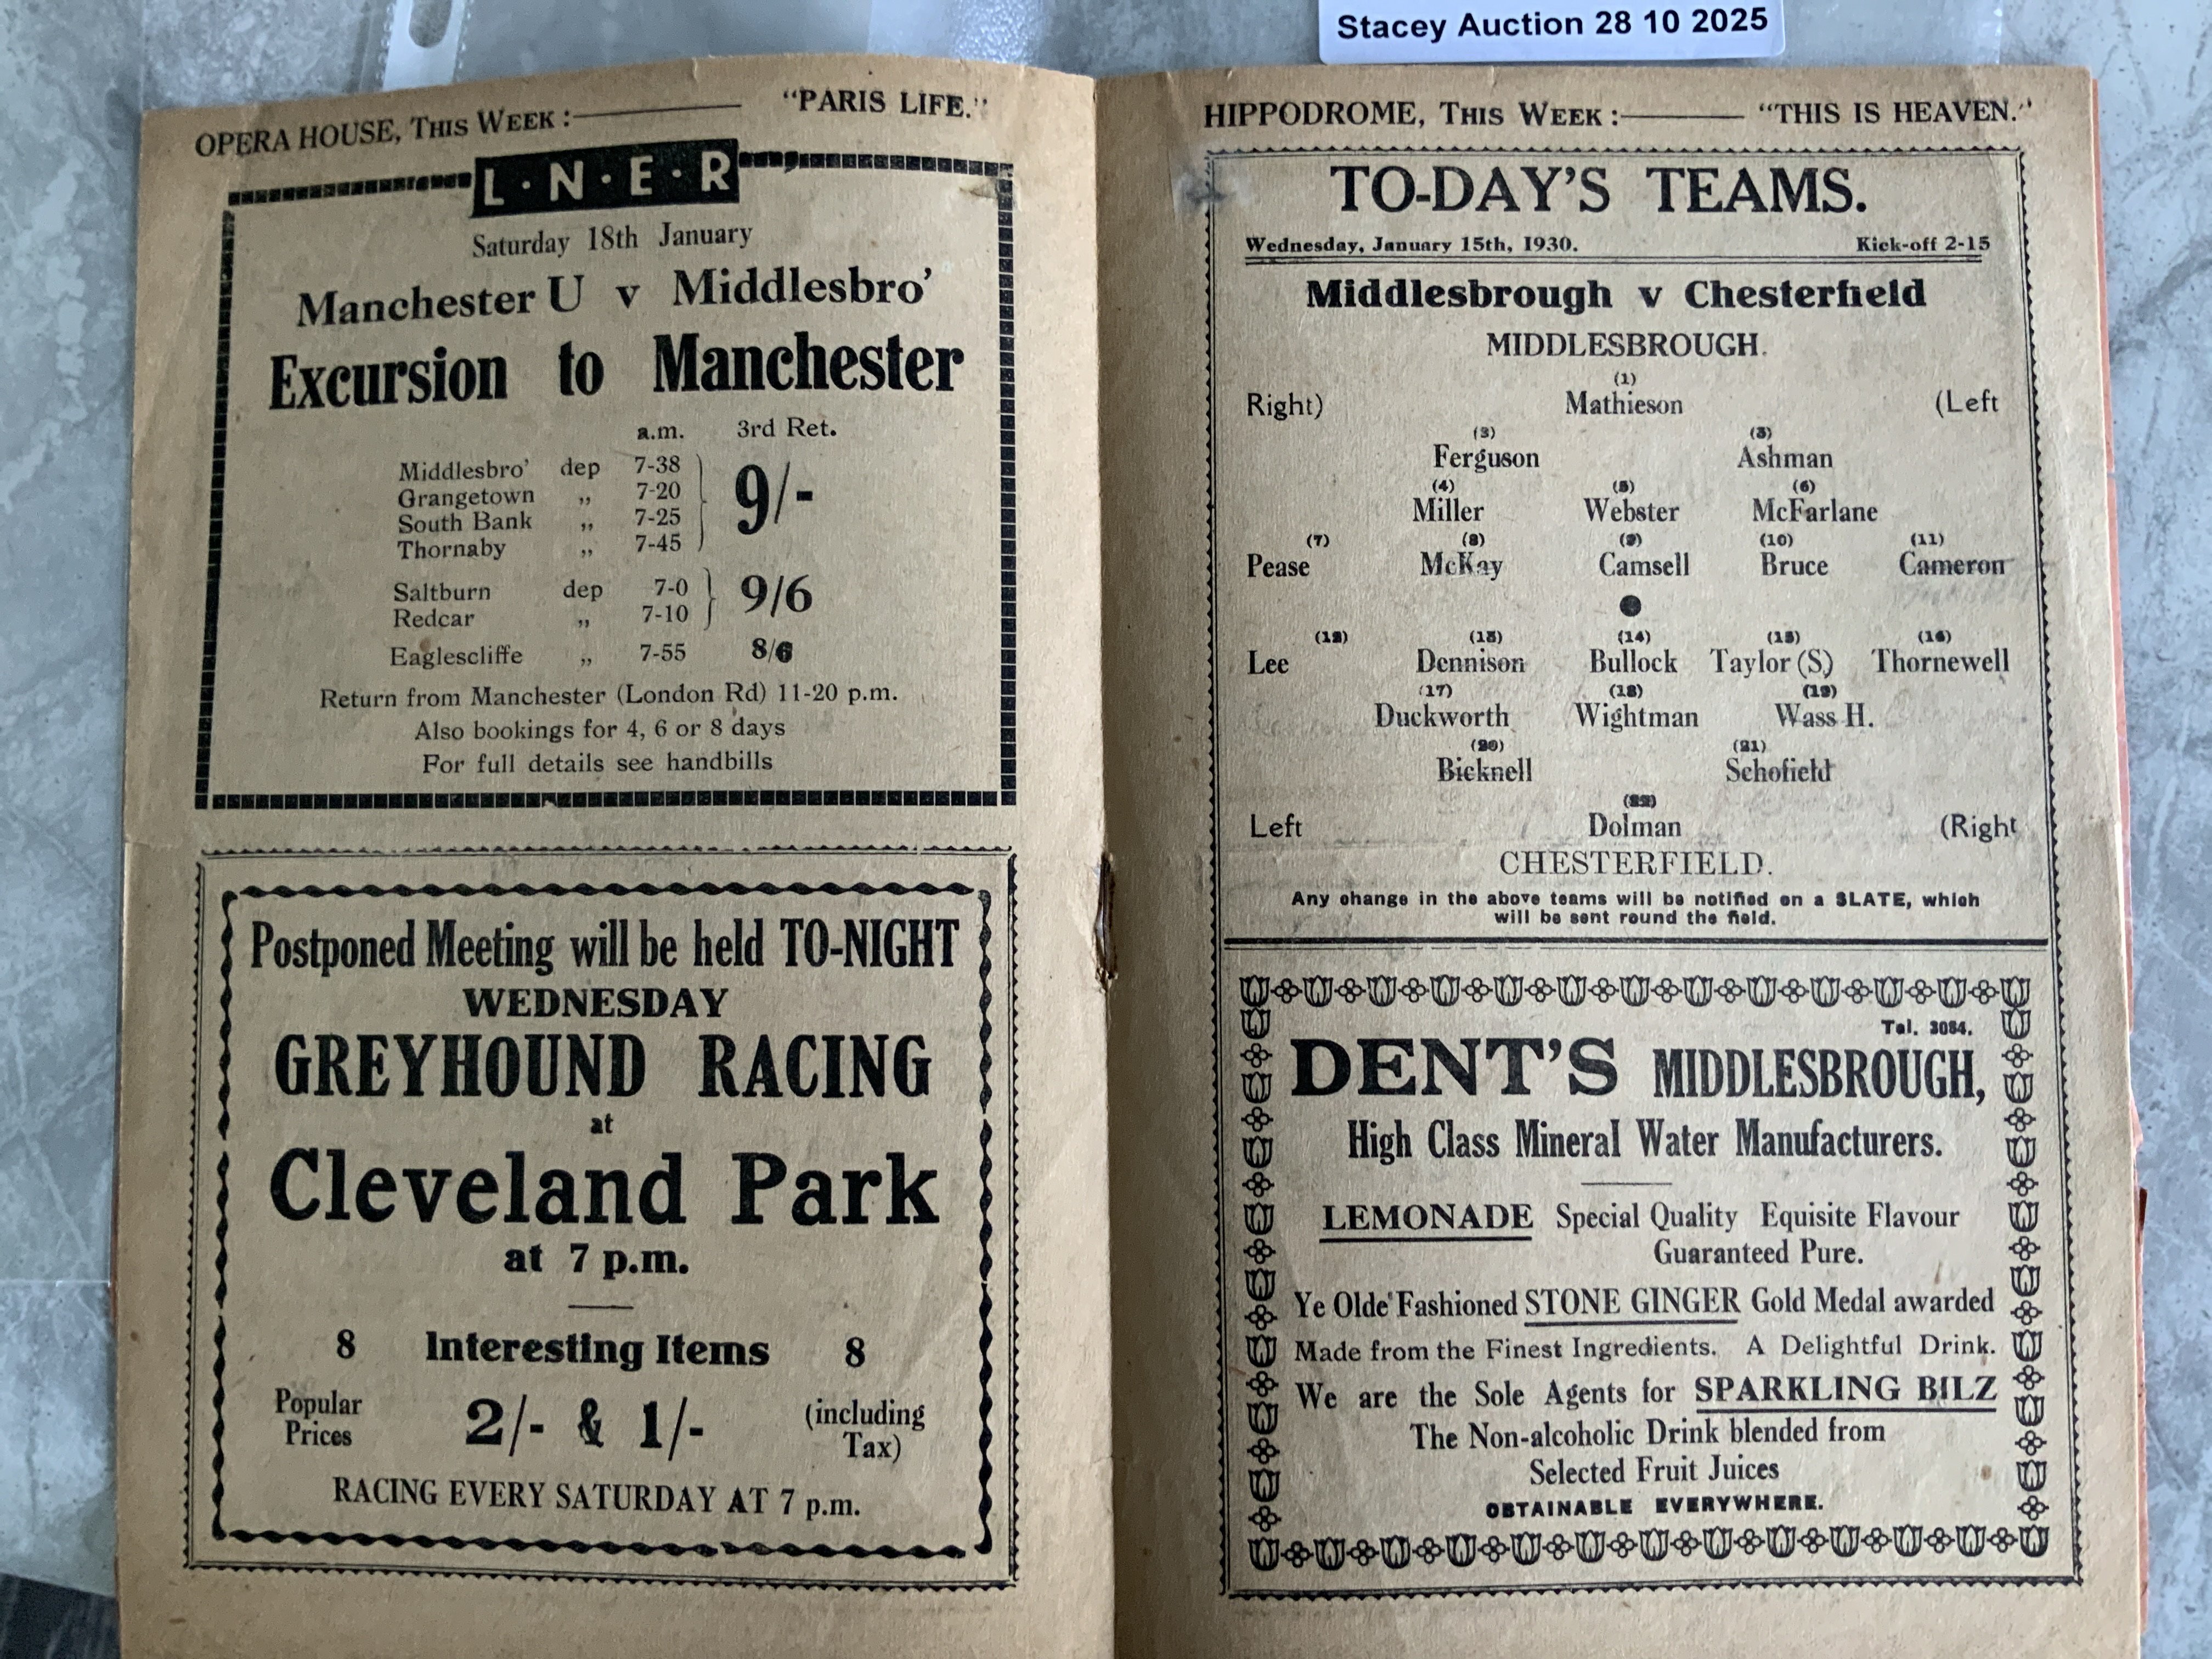 Stacey Auction 28 10 2025
OPERA HOUSE, THIS WEEK :—— "PARIS LIFE."
L·N·E·R
Saturday 18th January
Manchester U v Middlesbro'
Excursion to Manchester
a.m. 3rd Ret.
Middlesbro' dep 7-38
Grangetown ,, 7-20
South Bank ,, 7-25
Thornaby ,, 7-45
9/-
Saltburn dep 7-0
Redcar ,, 7-10
9/6
Eaglescliffe ,, 7-55 8/6
Return from Manchester (London Rd) 11-20 p.m.
Also bookings for 4, 6 or 8 days
For full details see handbills
Postponed Meeting will be held TO-NIGHT
WEDNESDAY
GREYHOUND RACING
at
Cleveland Park
at 7 p.m.
8 Interesting Items 8
Popular Prices 2/- & 1/- (including Tax)
RACING EVERY SATURDAY AT 7 p.m.
HIPPODROME, THIS WEEK :—— "THIS IS HEAVEN."
TO-DAY'S TEAMS.
Wednesday, January 15th, 1930. Kick-off 2-15
Middlesbrough v Chesterfield
MIDDLESBROUGH.
(1)
Right) Mathieson (Left
(3) (3)
Ferguson Ashman
(4) (5) (6)
Miller Webster McFarlane
(7) (8) (9) (10) (11)
Pease McKay Camsell Bruce Cameron
(12) (13) (14) (15) (16)
Lee Dennison Bullock Taylor (S) Thornewell
(17) (18) (19)
Duckworth Wightman Wass H.
(20) (21)
Bicknell Schofield
(22)
Left Dolman (Right
CHESTERFIELD.
Any change in the above teams will be notified on a SLATE, which
will be sent round the field.
Tel. 3054.
DENT'S MIDDLESBROUGH,
High Class Mineral Water Manufacturers.
LEMONADE Special Quality Equisite Flavour
Guaranteed Pure.
Ye Olde' Fashioned STONE GINGER Gold Medal awarded
Made from the Finest Ingredients. A Delightful Drink.
We are the Sole Agents for SPARKLING BILZ
The Non-alcoholic Drink blended from
Selected Fruit Juices
OBTAINABLE EVERYWHERE.